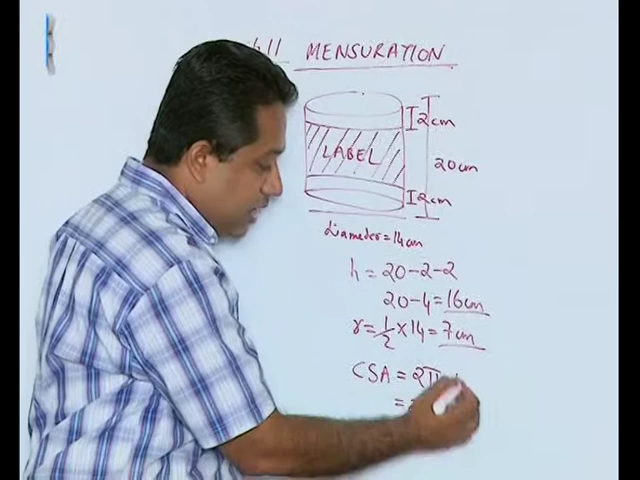 MENSURATION
2cm
LABEL
20cm
2cm
diameter=14cm
h = 20-2-2
20-4=16cm
r=1/2×14=7cm
CSA = 2π
=